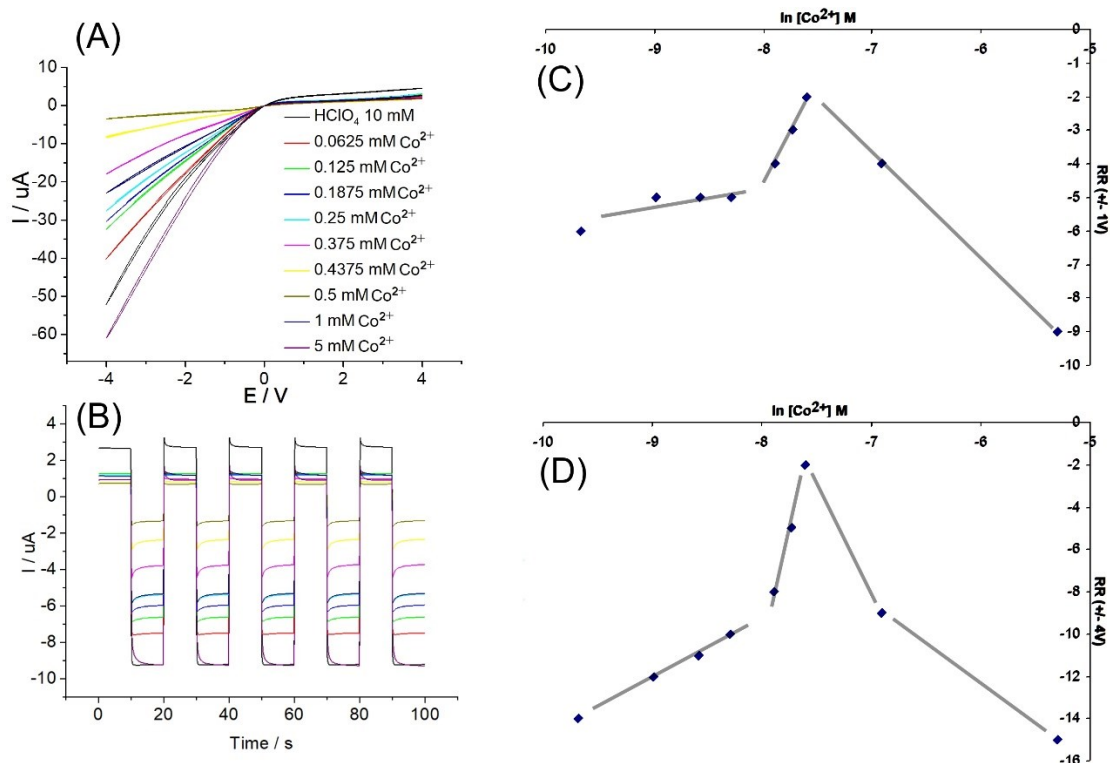 (A)
10
0
-10
-20
-30
-40
-50
-60
I / uA
-4
-2
0
2
4
E / V
HClO₄ 10 mM
0.0625 mM Co²⁺
0.125 mM Co²⁺
0.1875 mM Co²⁺
0.25 mM Co²⁺
0.375 mM Co²⁺
0.4375 mM Co²⁺
0.5 mM Co²⁺
1 mM Co²⁺
5 mM Co²⁺
(B)
4
2
0
-2
-4
-6
-8
-10
I / uA
0
20
40
60
80
100
Time / s
(C)
ln [Co²⁺] M
-10
-9
-8
-7
-6
-5
0
-1
-2
-3
-4
-5
-6
-7
-8
-9
-10
RR (+/- 1V)
(D)
ln [Co²⁺] M
-10
-9
-8
-7
-6
-5
0
-2
-4
-6
-8
-10
-12
-14
-16
RR (+/- 4V)